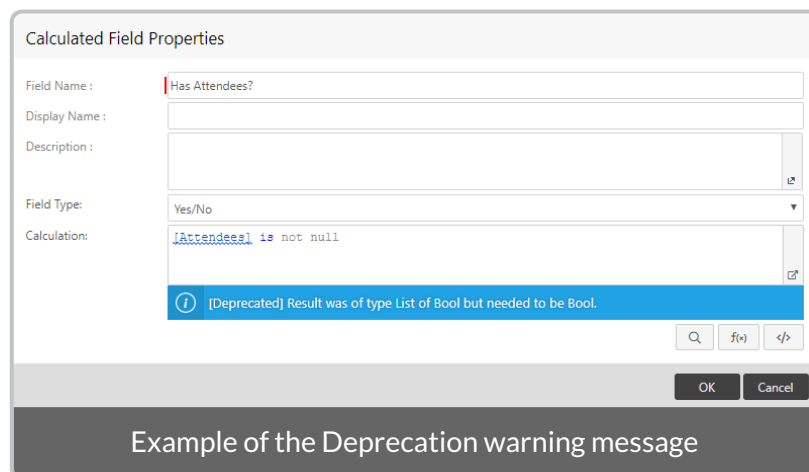 Calculated Field Properties
Field Name :
Has Attendees?
Display Name :
Description :
Field Type:
Yes/No
Calculation:
[Attendees] is not null
[Deprecated] Result was of type List of Bool but needed to be Bool.
f(x)
</>
OK
Cancel
Example of the Deprecation warning message